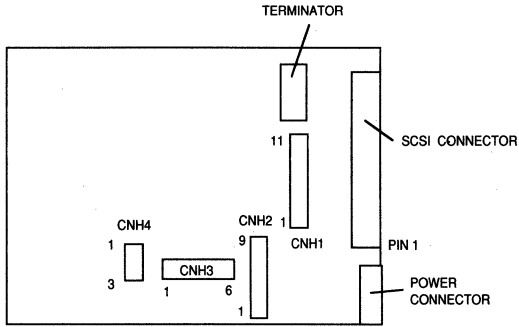 TERMINATOR
11
SCSI CONNECTOR
CNH4
CNH2
1
CNH1
PIN 1
1
9
CNH3
3
1
6
POWER
CONNECTOR
1